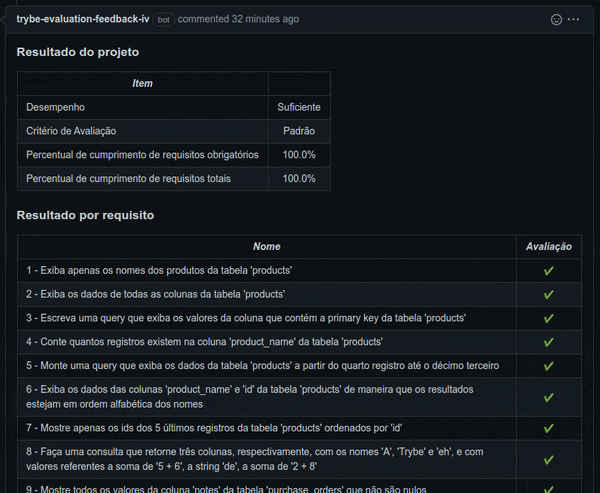 trybe-evaluation-feedback-iv bot commented 32 minutes ago
Resultado do projeto
Item
Desempenho Suficiente
Critério de Avaliação Padrão
Percentual de cumprimento de requisitos obrigatórios 100.0%
Percentual de cumprimento de requisitos totais 100.0%
Resultado por requisito
Nome Avaliação
1 - Exiba apenas os nomes dos produtos da tabela 'products' ✔
2 - Exiba os dados de todas as colunas da tabela 'products' ✔
3 - Escreva uma query que exiba os valores da coluna que contém a primary key da tabela 'products' ✔
4 - Conte quantos registros existem na coluna 'product_name' da tabela 'products' ✔
5 - Monte uma query que exiba os dados da tabela 'products' a partir do quarto registro até o décimo terceiro ✔
6 - Exiba os dados das colunas 'product_name' e 'id' da tabela 'products' de maneira que os resultados
estejam em ordem alfabética dos nomes ✔
7 - Mostre apenas os ids dos 5 últimos registros da tabela 'products' ordenados por 'id' ✔
8 - Faça uma consulta que retorne três colunas, respectivamente, com os nomes 'A', 'Trybe' e 'eh', e com
valores referentes a soma de '5 + 6', a string 'de', a soma de '2 + 8' ✔
9 - Mostre todos os valores da coluna 'notes' da tabela 'purchase_orders' que não são nulos ✔